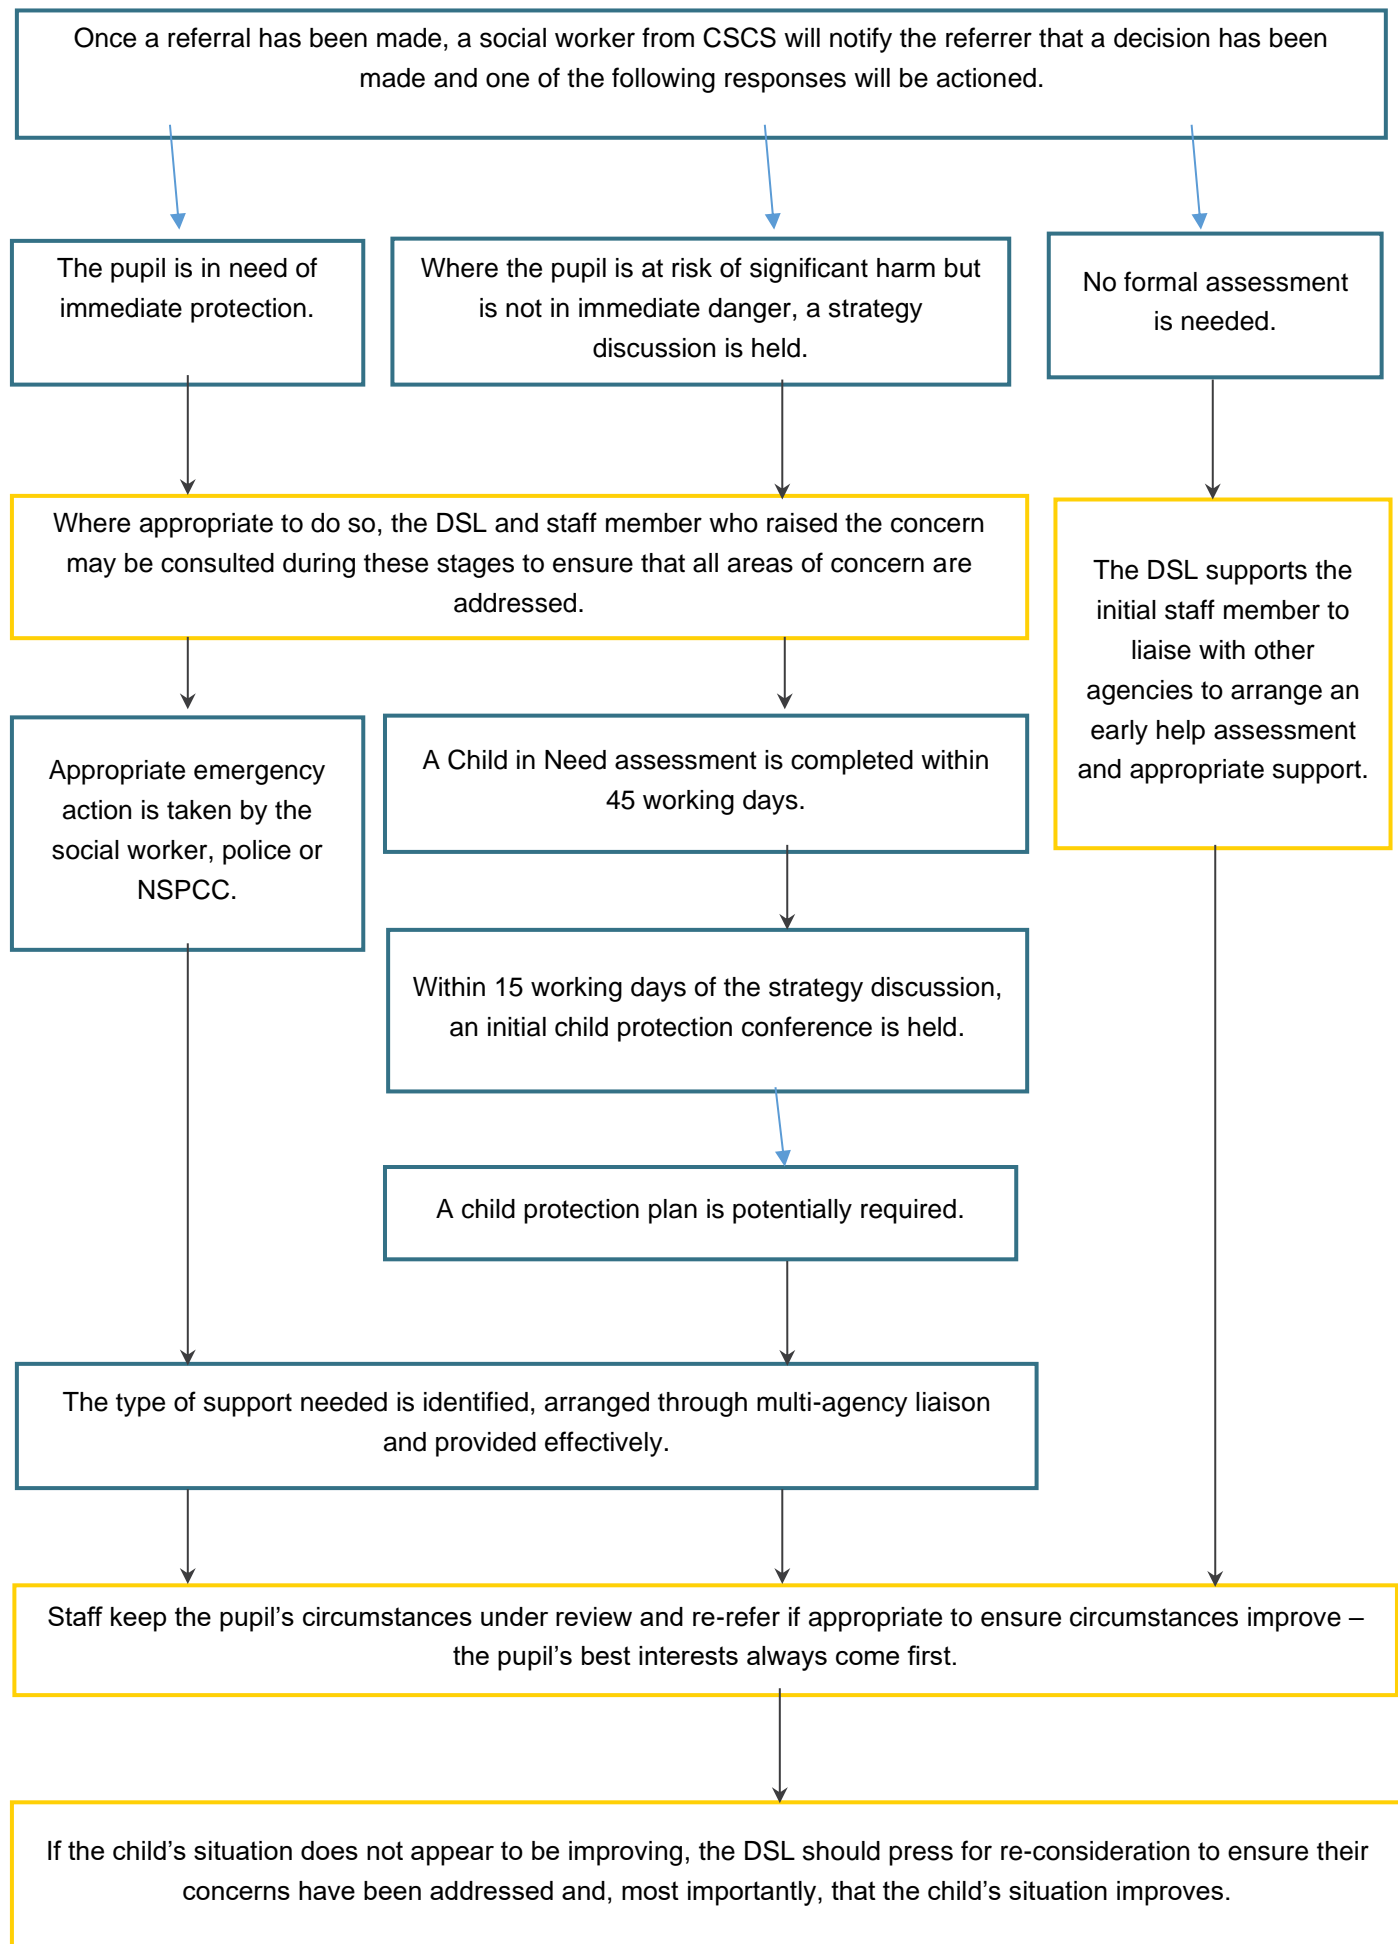 Once a referral has been made, a social worker from CSCS will notify the referrer that a decision has been
made and one of the following responses will be actioned.
The pupil is in need of
immediate protection.
Where the pupil is at risk of significant harm but
is not in immediate danger, a strategy
discussion is held.
No formal assessment
is needed.
Where appropriate to do so, the DSL and staff member who raised the concern
may be consulted during these stages to ensure that all areas of concern are
addressed.
The DSL supports the
initial staff member to
liaise with other
agencies to arrange an
early help assessment
and appropriate support.
Appropriate emergency
action is taken by the
social worker, police or
NSPCC.
A Child in Need assessment is completed within
45 working days.
Within 15 working days of the strategy discussion,
an initial child protection conference is held.
A child protection plan is potentially required.
The type of support needed is identified, arranged through multi-agency liaison
and provided effectively.
Staff keep the pupil’s circumstances under review and re-refer if appropriate to ensure circumstances improve –
the pupil’s best interests always come first.
If the child’s situation does not appear to be improving, the DSL should press for re-consideration to ensure their
concerns have been addressed and, most importantly, that the child’s situation improves.